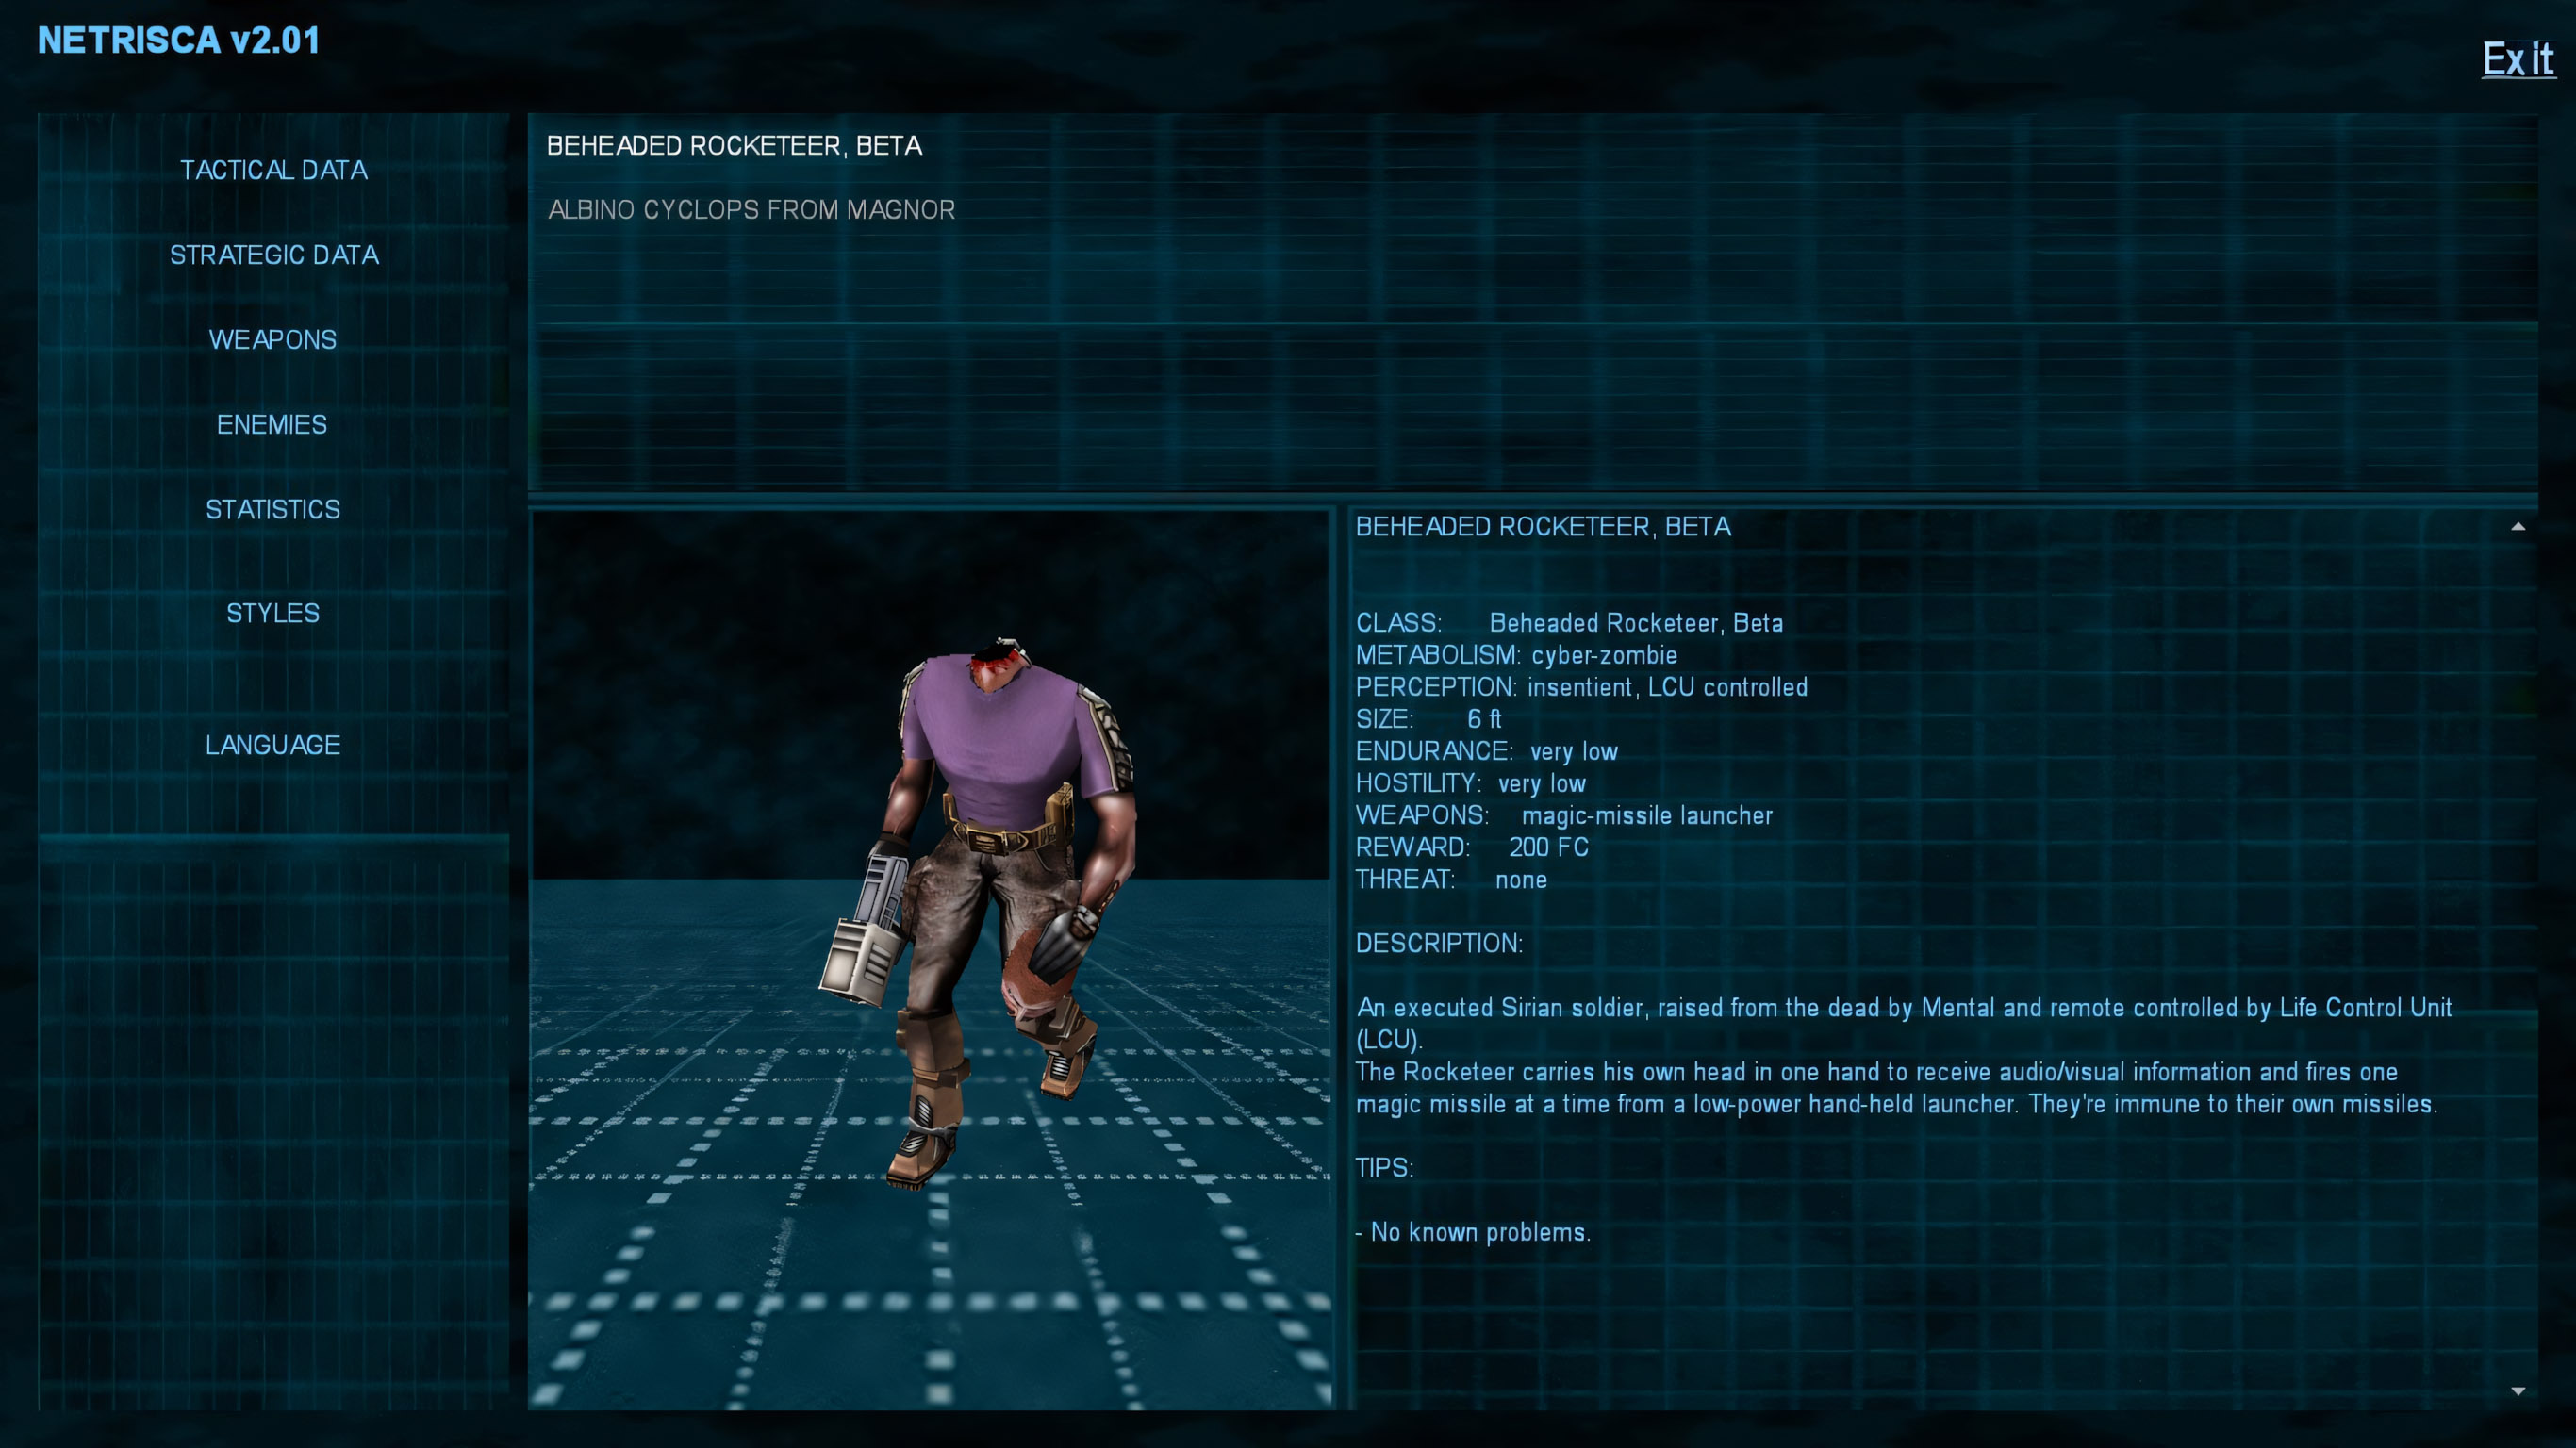 NETRISCA v2.01
Exit
TACTICAL DATA
STRATEGIC DATA
WEAPONS
ENEMIES
STATISTICS
STYLES
LANGUAGE
BEHEADED ROCKETEER, BETA
ALBINO CYCLOPS FROM MAGNOR
BEHEADED ROCKETEER, BETA
CLASS: Beheaded Rocketeer, Beta
METABOLISM: cyber-zombie
PERCEPTION: insentient, LCU controlled
SIZE: 6 ft
ENDURANCE: very low
HOSTILITY: very low
WEAPONS: magic-missile launcher
REWARD: 200 FC
THREAT: none
DESCRIPTION:
An executed Sirian soldier, raised from the dead by Mental and remote controlled by Life Control Unit
(LCU).
The Rocketeer carries his own head in one hand to receive audio/visual information and fires one
magic missile at a time from a low-power hand-held launcher. They're immune to their own missiles.
TIPS:
- No known problems.